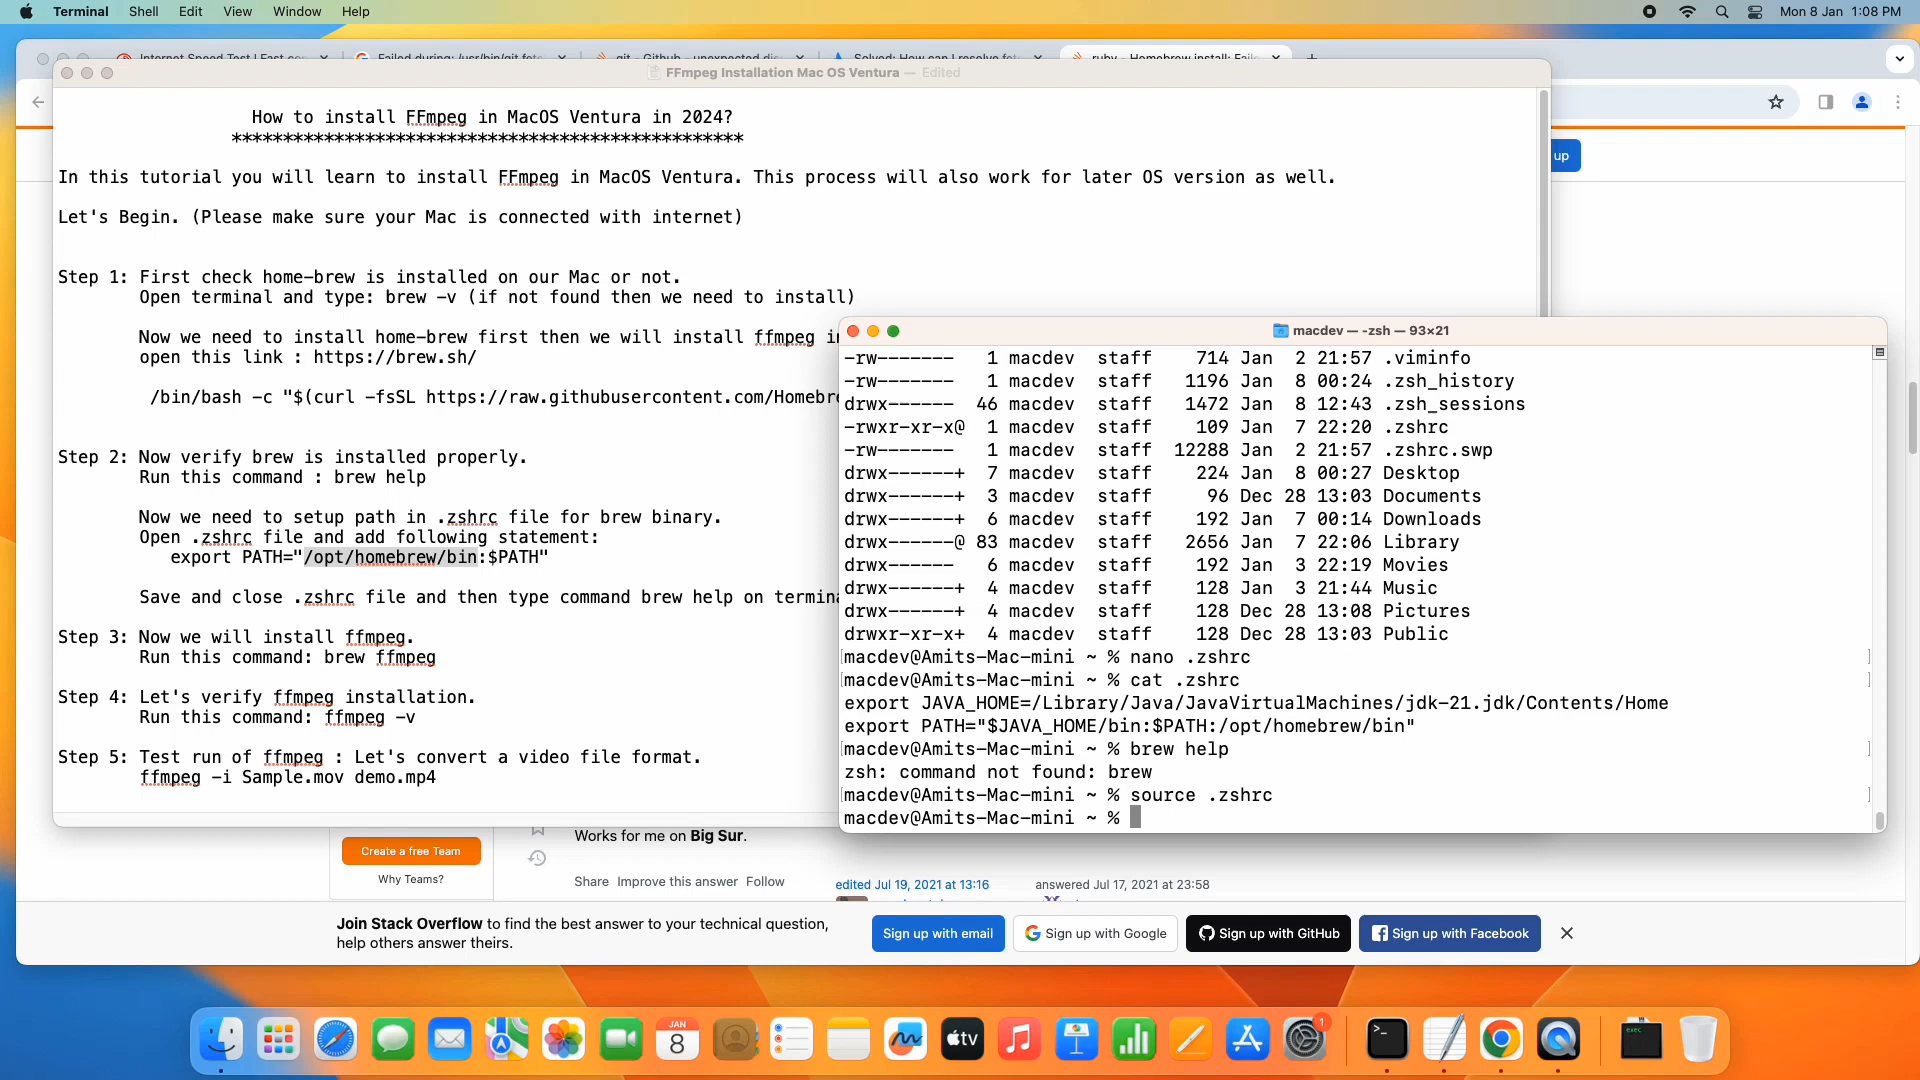 Terminal Shell Edit View Window Help
Mon 8 Jan 1:08 PM
FFmpeg Installation Mac OS Ventura — Edited
How to install FFmpeg in MacOS Ventura in 2024?
**************************************************
In this tutorial you will learn to install FFmpeg in MacOS Ventura. This process will also work for later OS version as well.
Let's Begin. (Please make sure your Mac is connected with internet)
Step 1: First check home-brew is installed on our Mac or not.
Open terminal and type: brew -v (if not found then we need to install)
Now we need to install home-brew first then we will install ffmpeg
open this link : https://brew.sh/
/bin/bash -c "$(curl -fsSL https://raw.githubusercontent.com/Homebre
Step 2: Now verify brew is installed properly.
Run this command : brew help
Now we need to setup path in .zshrc file for brew binary.
Open .zshrc file and add following statement:
export PATH="/opt/homebrew/bin:$PATH"
Save and close .zshrc file and then type command brew help on termina
Step 3: Now we will install ffmpeg.
Run this command: brew ffmpeg
Step 4: Let's verify ffmpeg installation.
Run this command: ffmpeg -v
Step 5: Test run of ffmpeg : Let's convert a video file format.
ffmpeg -i Sample.mov demo.mp4
up
macdev — -zsh — 93×21
-rw------- 1 macdev staff 714 Jan 2 21:57 .viminfo
-rw------- 1 macdev staff 1196 Jan 8 00:24 .zsh_history
drwx------ 46 macdev staff 1472 Jan 8 12:43 .zsh_sessions
-rwxr-xr-x@ 1 macdev staff 109 Jan 7 22:20 .zshrc
-rw------- 1 macdev staff 12288 Jan 2 21:57 .zshrc.swp
drwx------+ 7 macdev staff 224 Jan 8 00:27 Desktop
drwx------+ 3 macdev staff 96 Dec 28 13:03 Documents
drwx------+ 6 macdev staff 192 Jan 7 00:14 Downloads
drwx------@ 83 macdev staff 2656 Jan 7 22:06 Library
drwx------ 6 macdev staff 192 Jan 3 22:19 Movies
drwx------+ 4 macdev staff 128 Jan 3 21:44 Music
drwx------+ 4 macdev staff 128 Dec 28 13:08 Pictures
drwxr-xr-x+ 4 macdev staff 128 Dec 28 13:03 Public
[macdev@Amits-Mac-mini ~ % nano .zshrc ]
[macdev@Amits-Mac-mini ~ % cat .zshrc ]
export JAVA_HOME=/Library/Java/JavaVirtualMachines/jdk-21.jdk/Contents/Home
export PATH="$JAVA_HOME/bin:$PATH:/opt/homebrew/bin"
[macdev@Amits-Mac-mini ~ % brew help ]
zsh: command not found: brew
[macdev@Amits-Mac-mini ~ % source .zshrc ]
macdev@Amits-Mac-mini ~ %
Works for me on Big Sur.
Create a free Team
Why Teams?
Share Improve this answer Follow
edited Jul 19, 2021 at 13:16
answered Jul 17, 2021 at 23:58
Join Stack Overflow to find the best answer to your technical question,
help others answer theirs.
Sign up with email
Sign up with Google
Sign up with GitHub
Sign up with Facebook
JAN
8
tv
1
exec